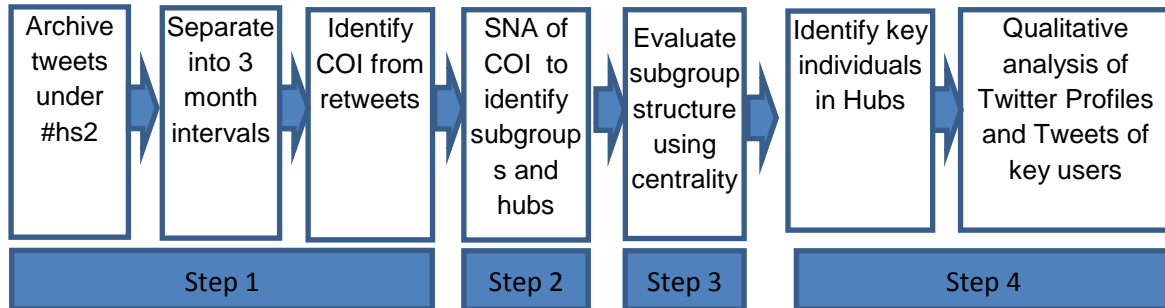 Archive
tweets
under
#hs2
Separate
into 3
month
intervals
Identify
COI from
retweets
SNA of
COI to
identify
subgroup
s and
hubs
Evaluate
subgroup
structure
using
centrality
Identify key
individuals
in Hubs
Qualitative
analysis of
Twitter Profiles
and Tweets of
key users
Step 1
Step 2
Step 3
Step 4